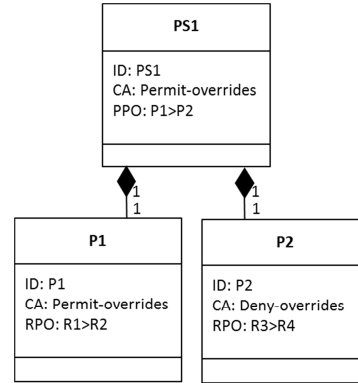 PS1
ID: PS1
CA: Permit-overrides
PPO: P1>P2
1
1
1
1
P1
ID: P1
CA: Permit-overrides
RPO: R1>R2
P2
ID: P2
CA: Deny-overrides
RPO: R3>R4